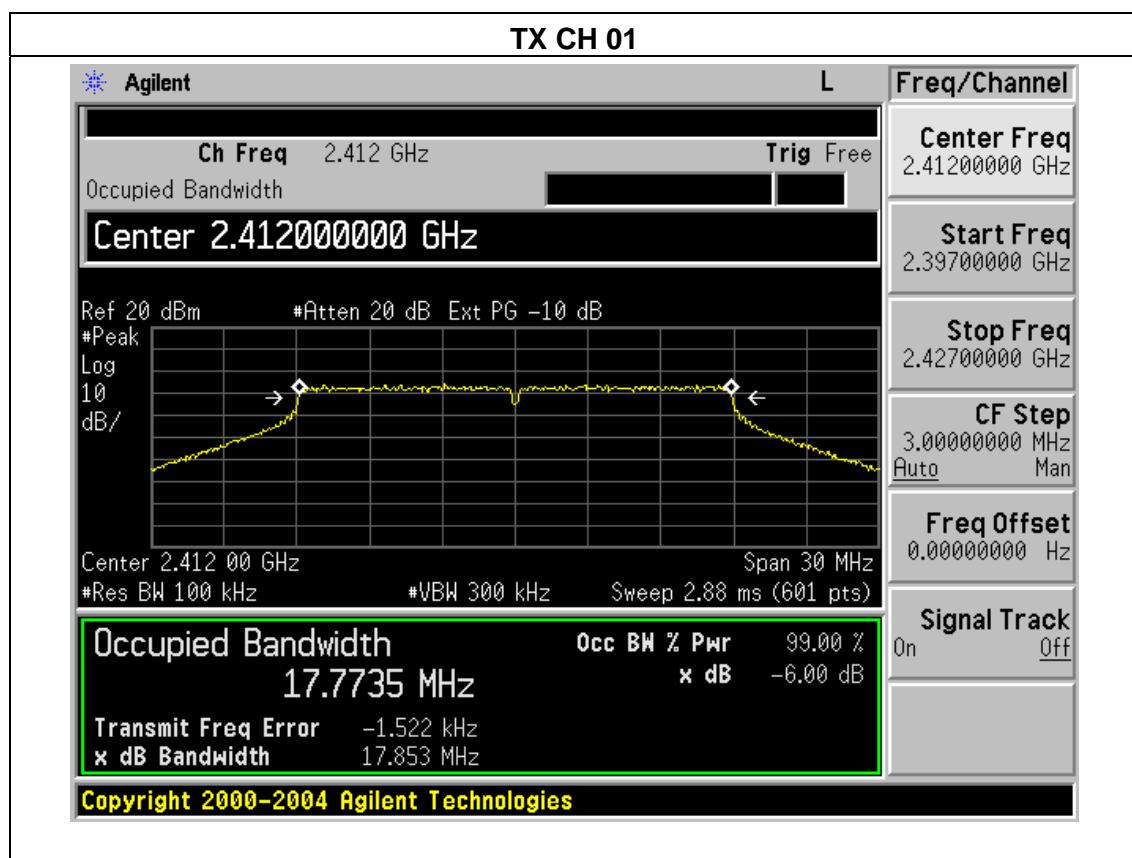 TX CH 01
Agilent L Freq/Channel
Ch Freq 2.412 GHz Trig Free
Occupied Bandwidth
Center 2.412000000 GHz
Ref 20 dBm #Atten 20 dB Ext PG -10 dB
#Peak
Log
10
dB/
Center 2.412 00 GHz Span 30 MHz
#Res BW 100 kHz #VBW 300 kHz Sweep 2.88 ms (601 pts)
Occupied Bandwidth Occ BW % Pwr 99.00 %
17.7735 MHz x dB -6.00 dB
Transmit Freq Error -1.522 kHz
x dB Bandwidth 17.853 MHz
Copyright 2000-2004 Agilent Technologies
Center Freq
2.41200000 GHz
Start Freq
2.39700000 GHz
Stop Freq
2.42700000 GHz
CF Step
3.00000000 MHz
Auto Man
Freq Offset
0.00000000 Hz
Signal Track
On Off